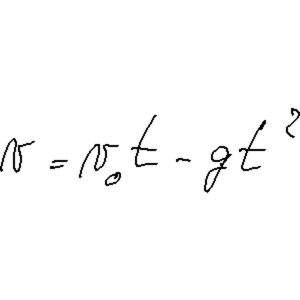 v = v₀t - gt²